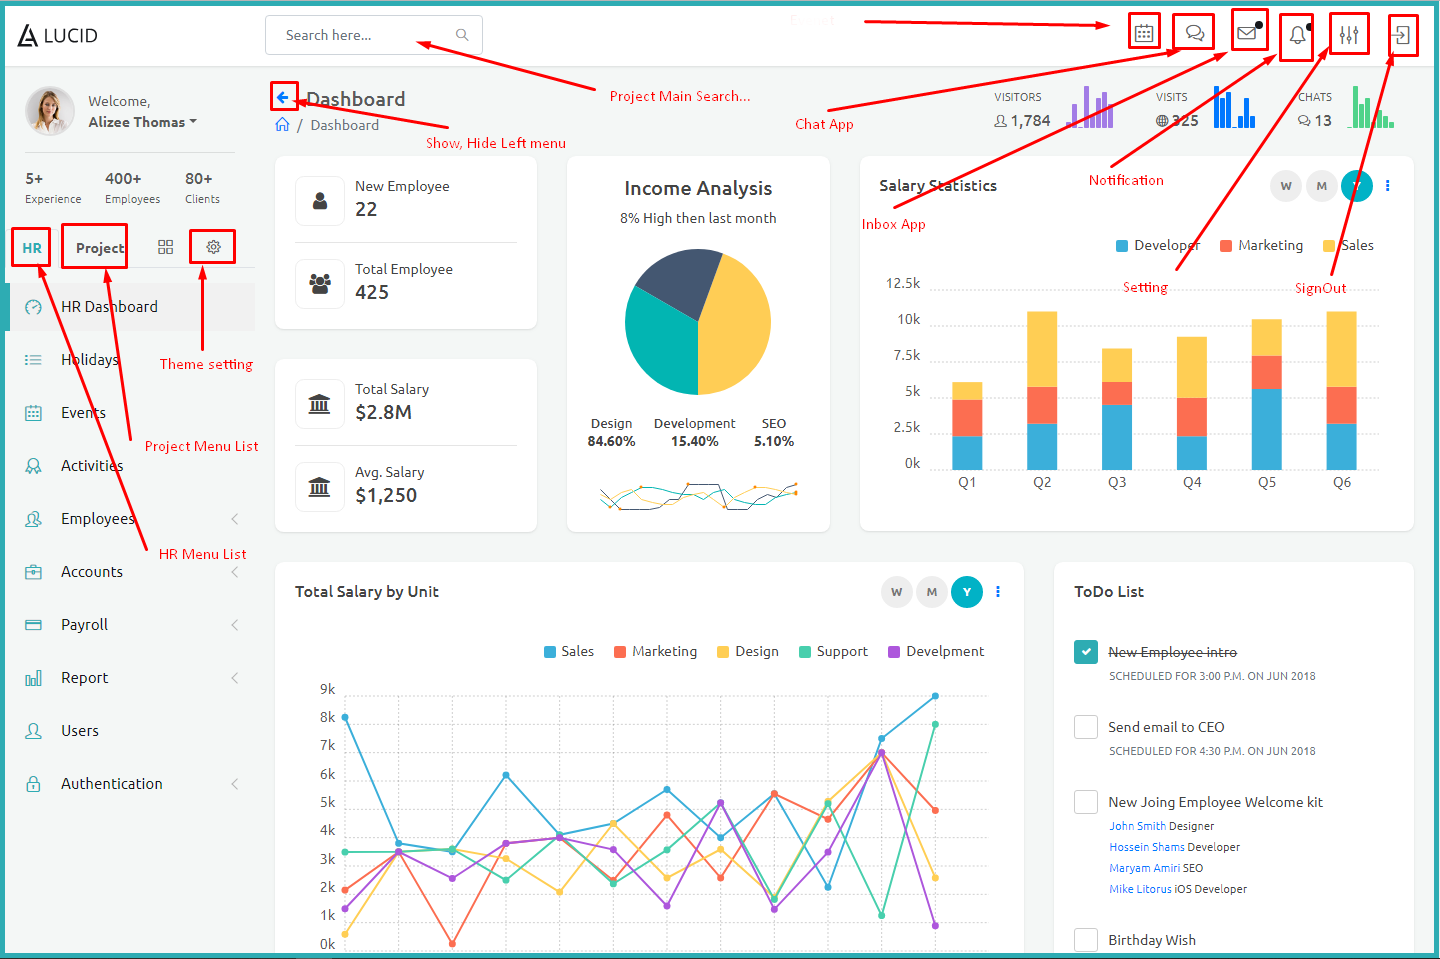 LUCID
Search here...
Project Main Search...
Chat App
Show, Hide Left menu
Notification
Inbox App
Setting
SignOut
Welcome,
Alizee Thomas
5+
Experience
400+
Employees
80+
Clients
HR
Project
HR Dashboard
Holidays
Events
Activities
Employees
Accounts
Payroll
Report
Users
Authentication
Theme setting
Project Menu List
HR Menu List
Dashboard
/ Dashboard
VISITORS
1,784
VISITS
325
CHATS
13
New Employee
22
Total Employee
425
Total Salary
$2.8M
Avg. Salary
$1,250
Income Analysis
8% High then last month
Design
84.60%
Development
15.40%
SEO
5.10%
Salary Statistics
W M Y
Developer Marketing Sales
12.5k
10k
7.5k
5k
2.5k
0k
Q1 Q2 Q3 Q4 Q5 Q6
Total Salary by Unit
W M Y
Sales Marketing Design Support Develpment
9k
8k
7k
6k
5k
4k
3k
2k
1k
0k
ToDo List
New Employee intro
SCHEDULED FOR 3:00 P.M. ON JUN 2018
Send email to CEO
SCHEDULED FOR 4:30 P.M. ON JUN 2018
New Joing Employee Welcome kit
John Smith Designer
Hossein Shams Developer
Maryam Amiri SEO
Mike Litorus iOS Developer
Birthday Wish